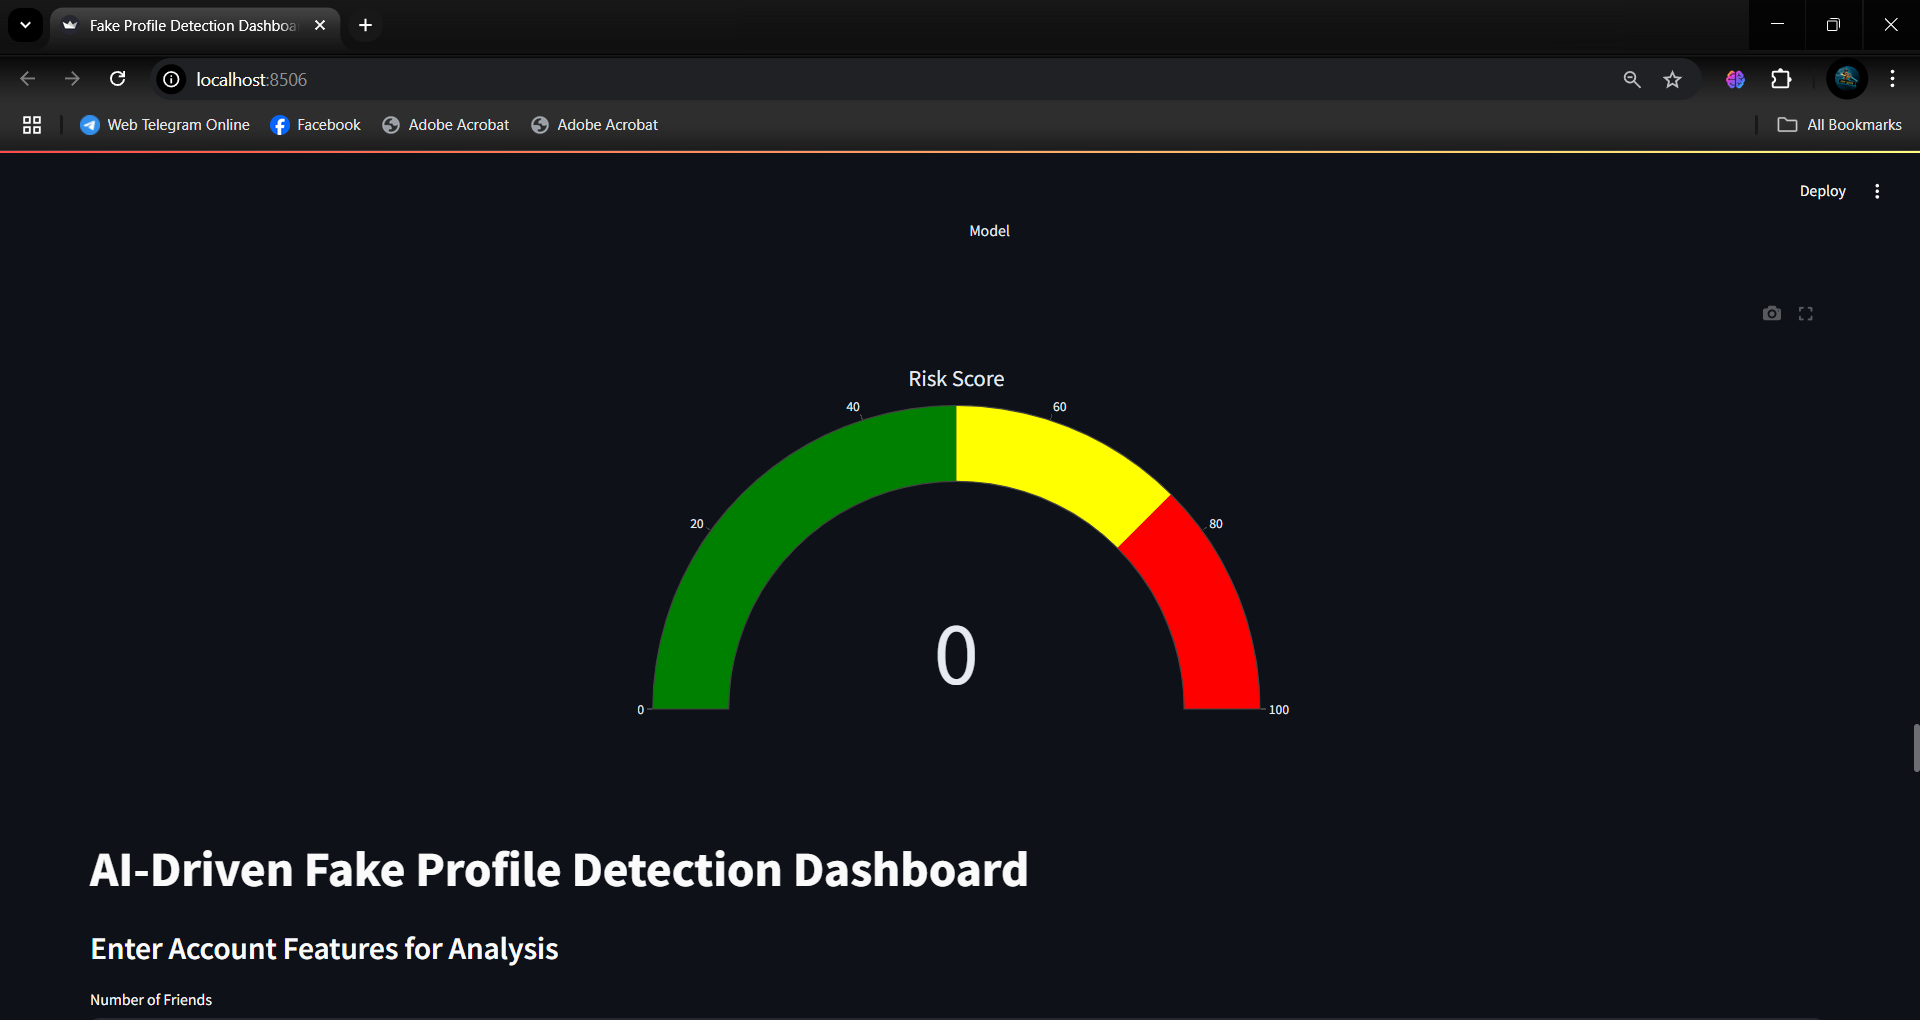 Fake Profile Detection Dashboa
localhost:8506
Web Telegram Online
Facebook
Adobe Acrobat
Adobe Acrobat
All Bookmarks
Deploy
Model
Risk Score
40
60
20
80
0
0
100
AI-Driven Fake Profile Detection Dashboard
Enter Account Features for Analysis
Number of Friends